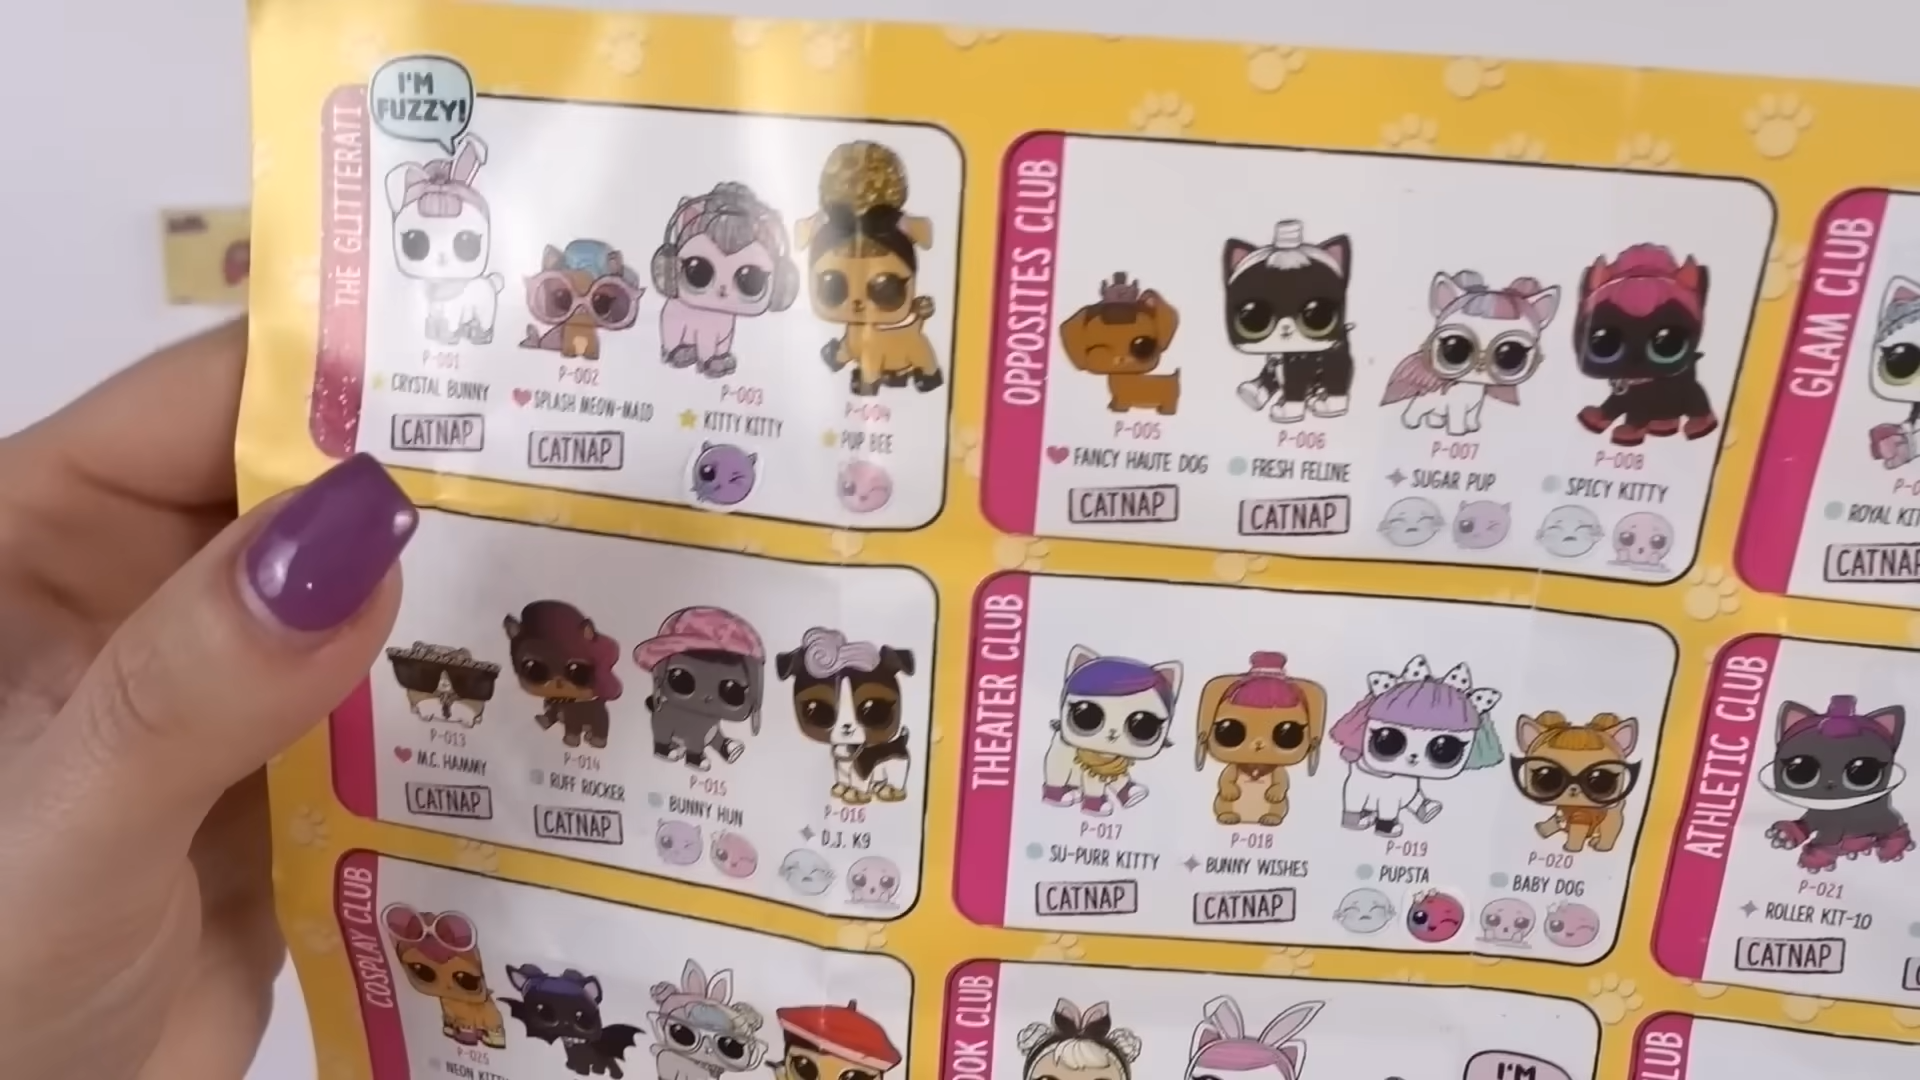 I'M
FUZZY!
THE GLITTERATI
P-001
CRYSTAL BUNNY
CATNAP
P-002
SPLASH MEOW-MAID
CATNAP
P-003
KITTY KITTY
P-004
PUP BEE
OPPOSITES CLUB
P-005
FANCY HAUTE DOG
CATNAP
P-006
FRESH FELINE
CATNAP
P-007
SUGAR PUP
P-008
SPICY KITTY
GLAM CLUB
ROYAL
CATNAP
P-013
M.C. HAMMY
CATNAP
P-014
RUFF ROCKER
CATNAP
P-015
BUNNY HUN
P-016
D.J. K9
THEATER CLUB
P-017
SU-PURR KITTY
CATNAP
P-018
BUNNY WISHES
CATNAP
P-019
PUPSTA
P-020
BABY DOG
ATHLETIC CLUB
P-021
ROLLER KIT-10
CATNAP
COSPLAY CLUB
P-025
NEON
OOK CLUB
I'M
LUB